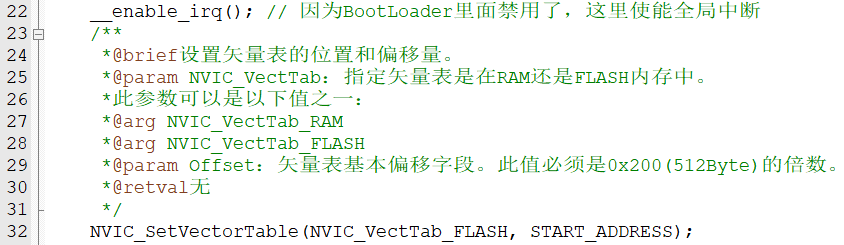 22 __enable_irq(); // 因为BootLoader里面禁用了，这里使能全局中断
23 /**
24 *@brief设置矢量表的位置和偏移量。
25 *@param NVIC_VectTab：指定矢量表是在RAM还是FLASH内存中。
26 *此参数可以是以下值之一：
27 *@arg NVIC_VectTab_RAM
28 *@arg NVIC_VectTab_FLASH
29 *@param Offset：矢量表基本偏移字段。此值必须是0x200(512Byte)的倍数。
30 *@retval无
31 */
32 NVIC_SetVectorTable(NVIC_VectTab_FLASH, START_ADDRESS);